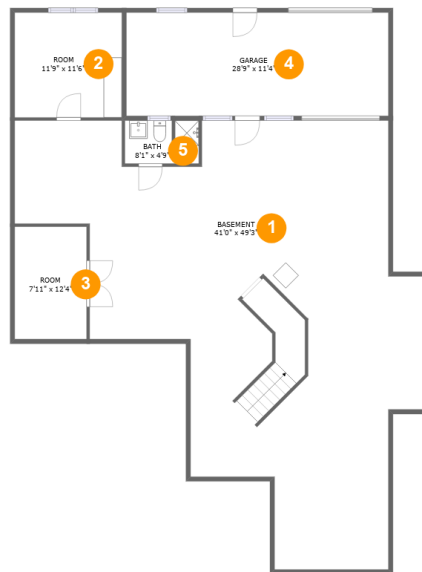 ROOM
11'9" x 11'6"
2
GARAGE
28'9" x 11'4"
4
BATH
8'1" x 4'9"
5
BASEMENT
41'0" x 49'3"
1
ROOM
7'11" x 12'4"
3